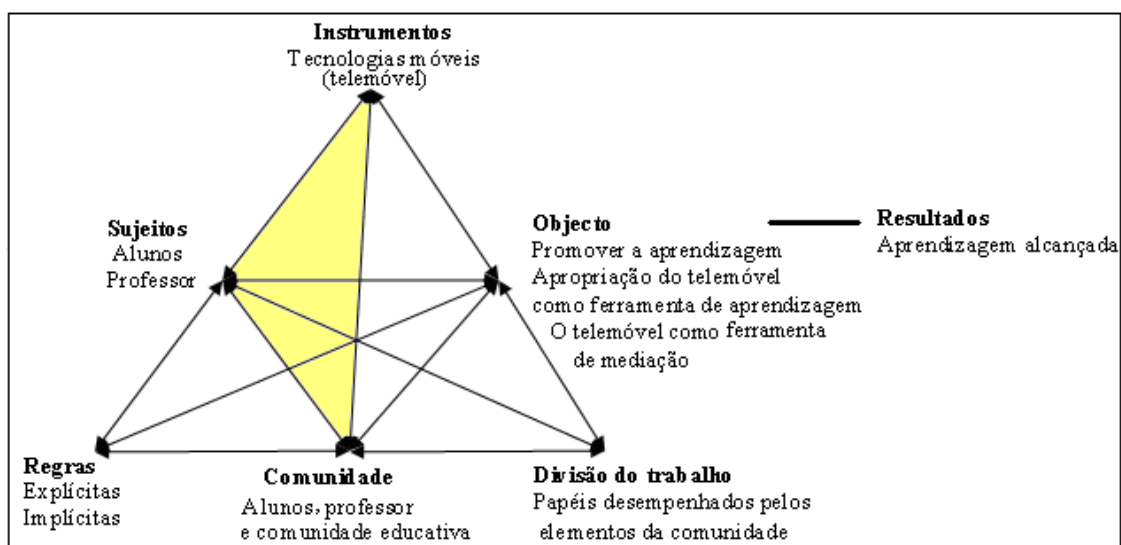 Instrumentos
Tecnologias móveis
(telemóvel)
Sujeitos
Alunos
Professor
Objecto
Promover a aprendizagem
Apropriação do telemóvel
como ferramenta de aprendizagem
O telemóvel como ferramenta
de mediação
Resultados
Aprendizagem alcançada
Regras
Explícitas
Implícitas
Comunidade
Alunos, professor
e comunidade educativa
Divisão do trabalho
Papéis desempenhados pelos
elementos da comunidade